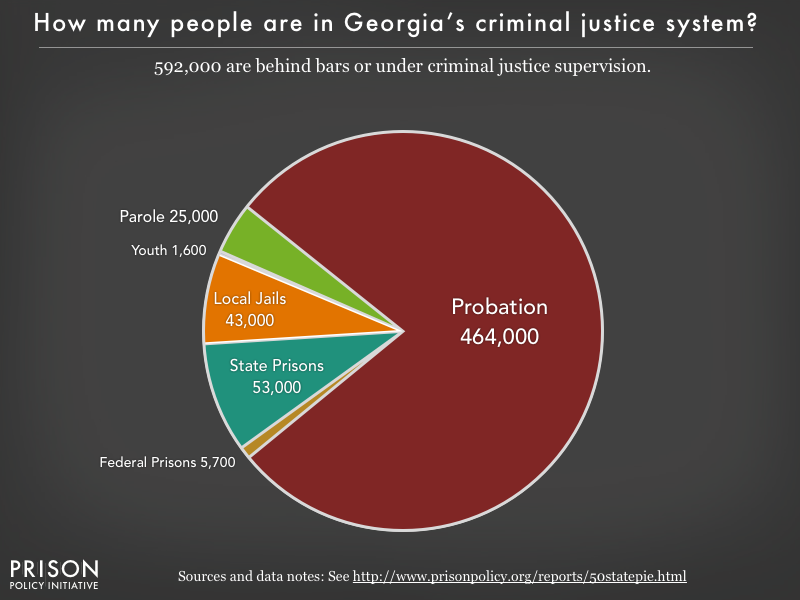 How many people are in Georgia's criminal justice system?
592,000 are behind bars or under criminal justice supervision.
Parole 25,000
Youth 1,600
Local Jails
43,000
Probation
464,000
State Prisons
53,000
Federal Prisons 5,700
PRISON
POLICY INITIATIVE
Sources and data notes: See http://www.prisonpolicy.org/reports/50statepie.html